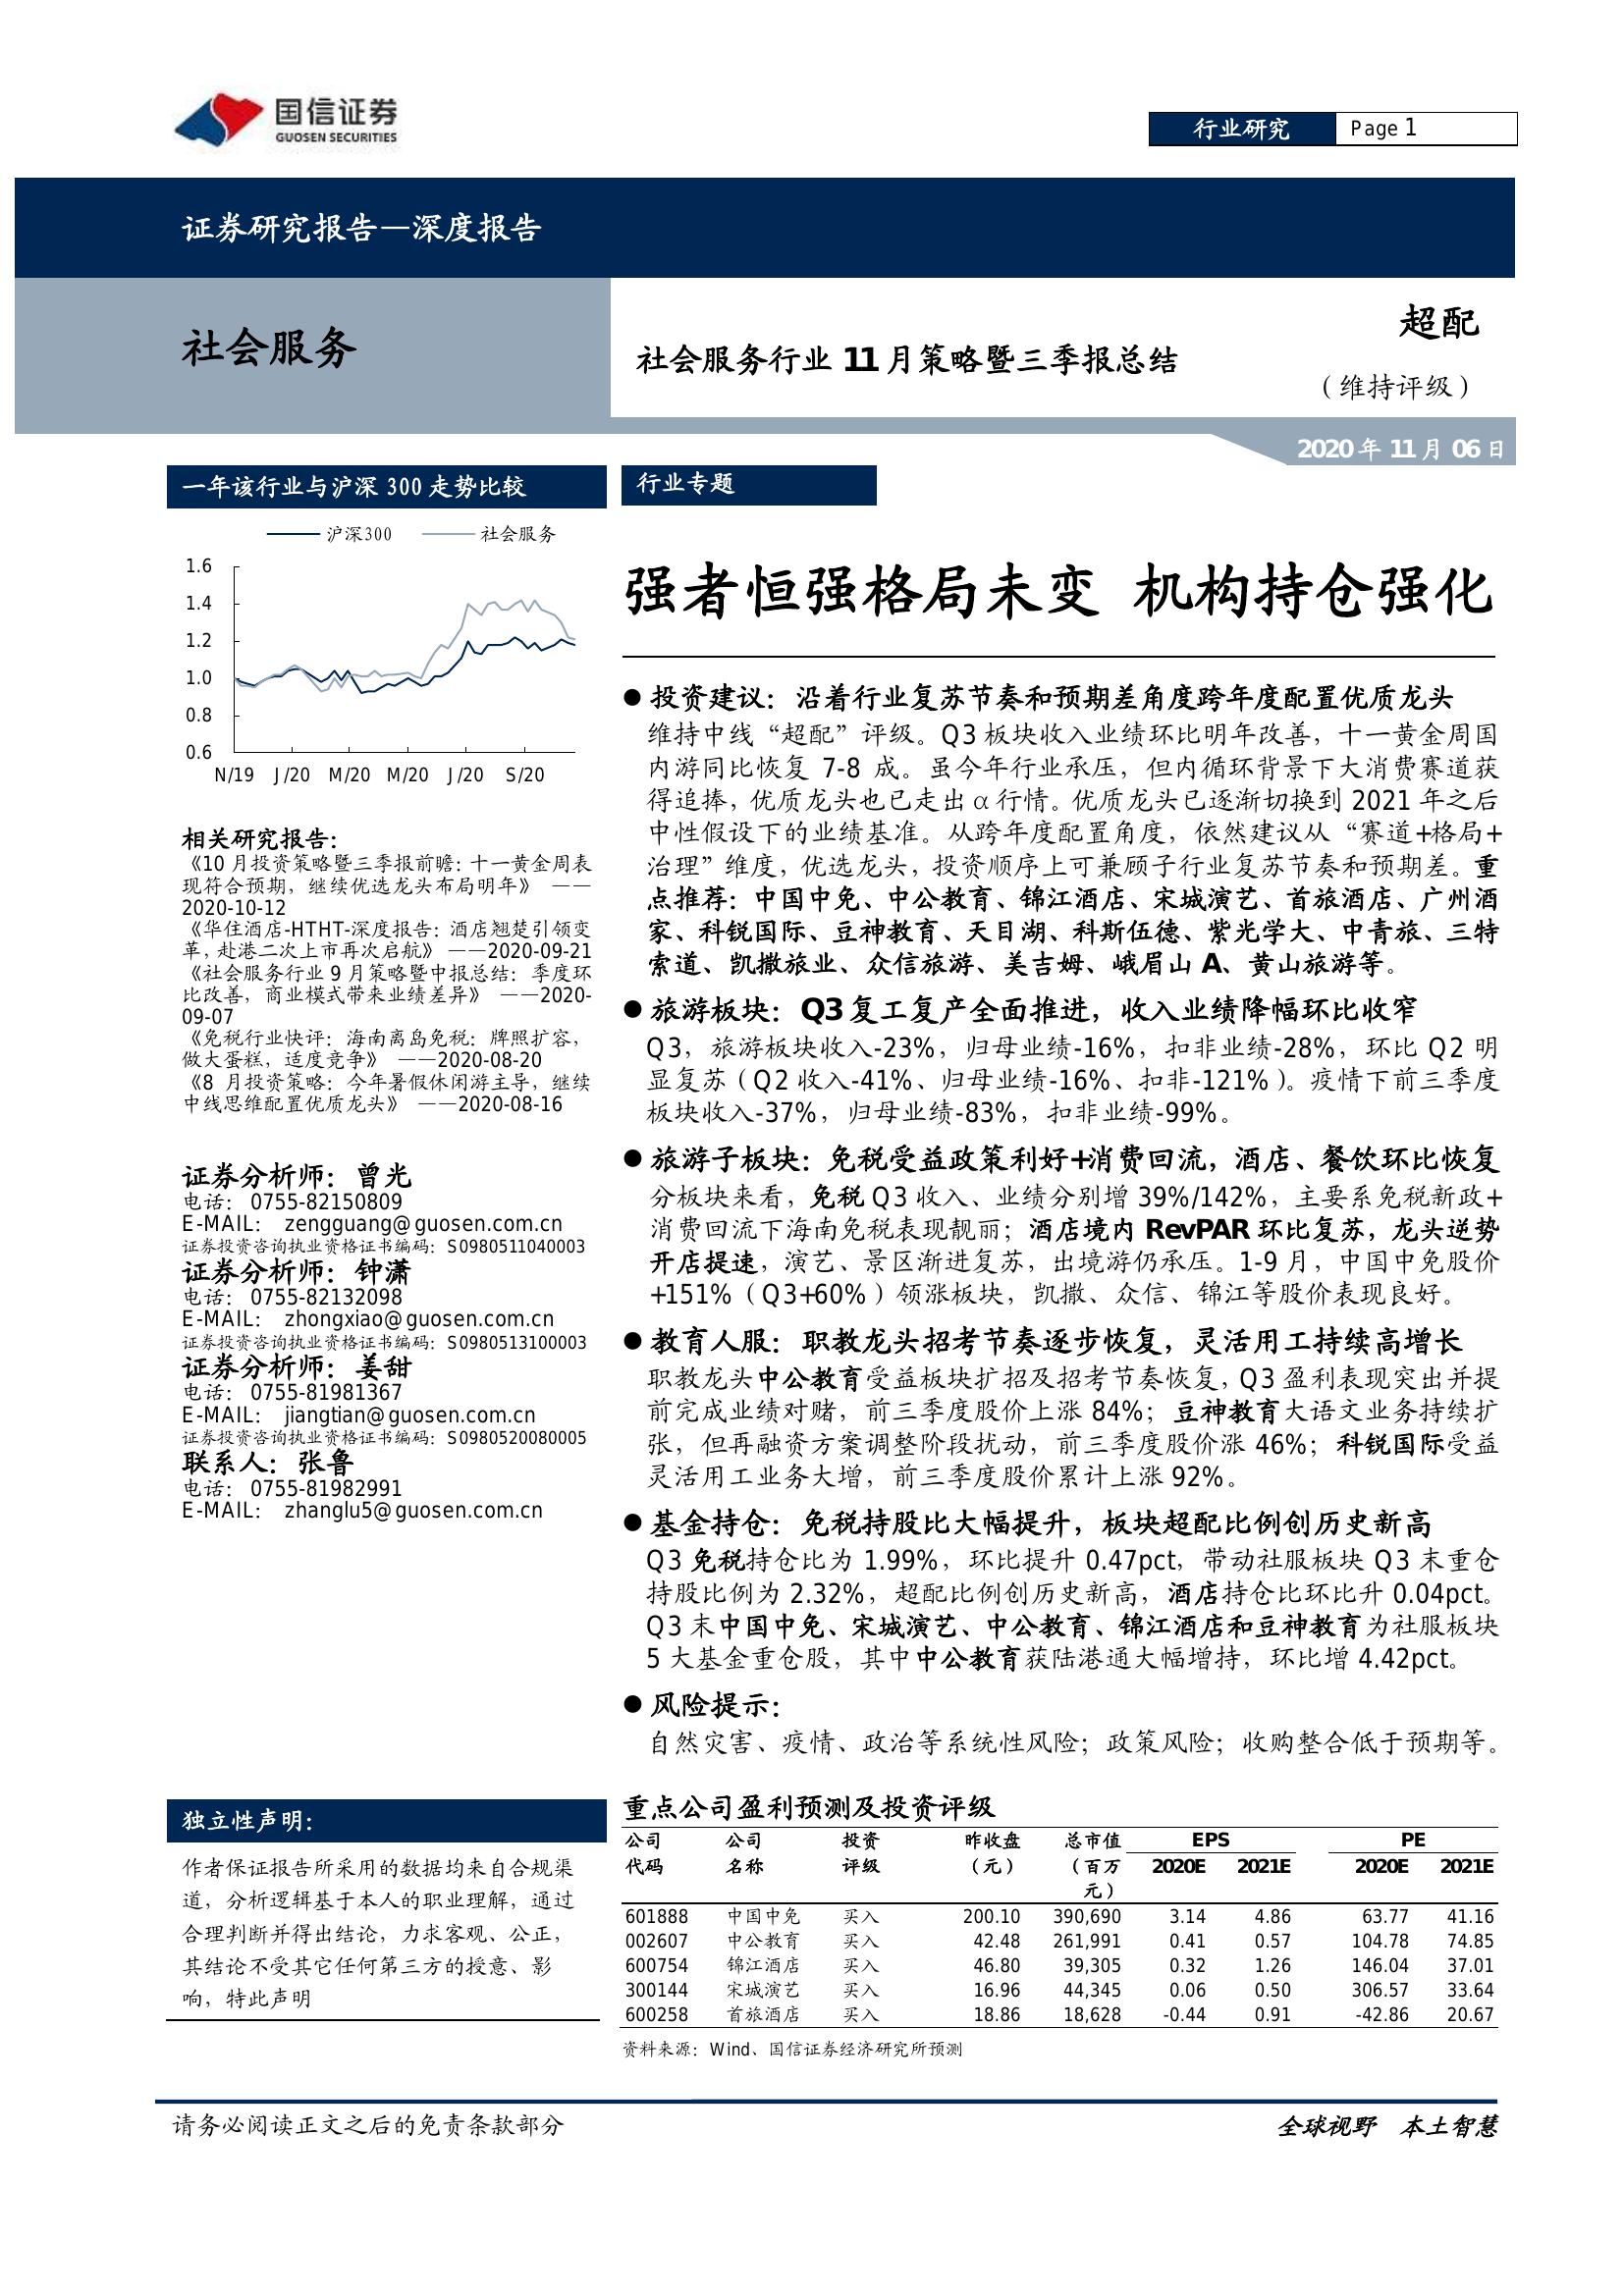 国信证券
GUOSEN SECURITIES
行业研究
Page 1
证券研究报告—深度报告
社会服务
社会服务行业 11 月策略暨三季报总结
超配
（维持评级）
2020 年 11 月 06 日
一年该行业与沪深 300 走势比较
沪深300 社会服务
1.6
1.4
1.2
1.0
0.8
0.6
N/19 J/20 M/20 M/20 J/20 S/20
相关研究报告：
《10 月投资策略暨三季报前瞻：十一黄金周表
现符合预期，继续优选龙头布局明年》 ——
2020-10-12
《华住酒店-HTHT-深度报告：酒店翘楚引领变
革，赴港二次上市再次启航》 ——2020-09-21
《社会服务行业 9 月策略暨中报总结：季度环
比改善，商业模式带来业绩差异》 ——2020-
09-07
《免税行业快评：海南离岛免税：牌照扩容，
做大蛋糕，适度竞争》 ——2020-08-20
《8 月投资策略：今年暑假休闲游主导，继续
中线思维配置优质龙头》 ——2020-08-16
证券分析师：曾光
电话： 0755-82150809
E-MAIL： zengguang@guosen.com.cn
证券投资咨询执业资格证书编码：S0980511040003
证券分析师：钟潇
电话： 0755-82132098
E-MAIL： zhongxiao@guosen.com.cn
证券投资咨询执业资格证书编码：S0980513100003
证券分析师：姜甜
电话： 0755-81981367
E-MAIL： jiangtian@guosen.com.cn
证券投资咨询执业资格证书编码：S0980520080005
联系人：张鲁
电话： 0755-81982991
E-MAIL： zhanglu5@guosen.com.cn
独立性声明：
作者保证报告所采用的数据均来自合规渠
道，分析逻辑基于本人的职业理解，通过
合理判断并得出结论，力求客观、公正，
其结论不受其它任何第三方的授意、影
响，特此声明
行业专题
强者恒强格局未变 机构持仓强化
● 投资建议：沿着行业复苏节奏和预期差角度跨年度配置优质龙头
维持中线“超配”评级。Q3 板块收入业绩环比明年改善，十一黄金周国
内游同比恢复 7-8 成。虽今年行业承压，但内循环背景下大消费赛道获
得追捧，优质龙头也已走出 α 行情。优质龙头已逐渐切换到 2021 年之后
中性假设下的业绩基准。从跨年度配置角度，依然建议从“赛道+格局+
治理”维度，优选龙头，投资顺序上可兼顾子行业复苏节奏和预期差。重
点推荐：中国中免、中公教育、锦江酒店、宋城演艺、首旅酒店、广州酒
家、科锐国际、豆神教育、天目湖、科斯伍德、紫光学大、中青旅、三特
索道、凯撒旅业、众信旅游、美吉姆、峨眉山 A、黄山旅游等。
● 旅游板块：Q3 复工复产全面推进，收入业绩降幅环比收窄
Q3，旅游板块收入-23%，归母业绩-16%，扣非业绩-28%，环比 Q2 明
显复苏（Q2 收入-41%、归母业绩-16%、扣非-121%）。疫情下前三季度
板块收入-37%，归母业绩-83%，扣非业绩-99%。
● 旅游子板块：免税受益政策利好+消费回流，酒店、餐饮环比恢复
分板块来看，免税 Q3 收入、业绩分别增 39%/142%，主要系免税新政+
消费回流下海南免税表现靓丽；酒店境内 RevPAR 环比复苏，龙头逆势
开店提速，演艺、景区渐进复苏，出境游仍承压。1-9 月，中国中免股价
+151%（Q3+60%）领涨板块，凯撒、众信、锦江等股价表现良好。
● 教育人服：职教龙头招考节奏逐步恢复，灵活用工持续高增长
职教龙头中公教育受益板块扩招及招考节奏恢复，Q3 盈利表现突出并提
前完成业绩对赌，前三季度股价上涨 84%；豆神教育大语文业务持续扩
张，但再融资方案调整阶段扰动，前三季度股价涨 46%；科锐国际受益
灵活用工业务大增，前三季度股价累计上涨 92%。
● 基金持仓：免税持股比大幅提升，板块超配比例创历史新高
Q3 免税持仓比为 1.99%，环比提升 0.47pct，带动社服板块 Q3 末重仓
持股比例为 2.32%，超配比例创历史新高，酒店持仓比环比升 0.04pct。
Q3 末中国中免、宋城演艺、中公教育、锦江酒店和豆神教育为社服板块
5 大基金重仓股，其中中公教育获陆港通大幅增持，环比增 4.42pct。
● 风险提示：
自然灾害、疫情、政治等系统性风险；政策风险；收购整合低于预期等。
重点公司盈利预测及投资评级
公司 公司 投资 昨收盘 总市值 EPS PE
代码 名称 评级 （元） （百万 2020E 2021E 2020E 2021E
元）
601888 中国中免 买入 200.10 390,690 3.14 4.86 63.77 41.16
002607 中公教育 买入 42.48 261,991 0.41 0.57 104.78 74.85
600754 锦江酒店 买入 46.80 39,305 0.32 1.26 146.04 37.01
300144 宋城演艺 买入 16.96 44,345 0.06 0.50 306.57 33.64
600258 首旅酒店 买入 18.86 18,628 -0.44 0.91 -42.86 20.67
资料来源：Wind、国信证券经济研究所预测
请务必阅读正文之后的免责条款部分
全球视野 本土智慧